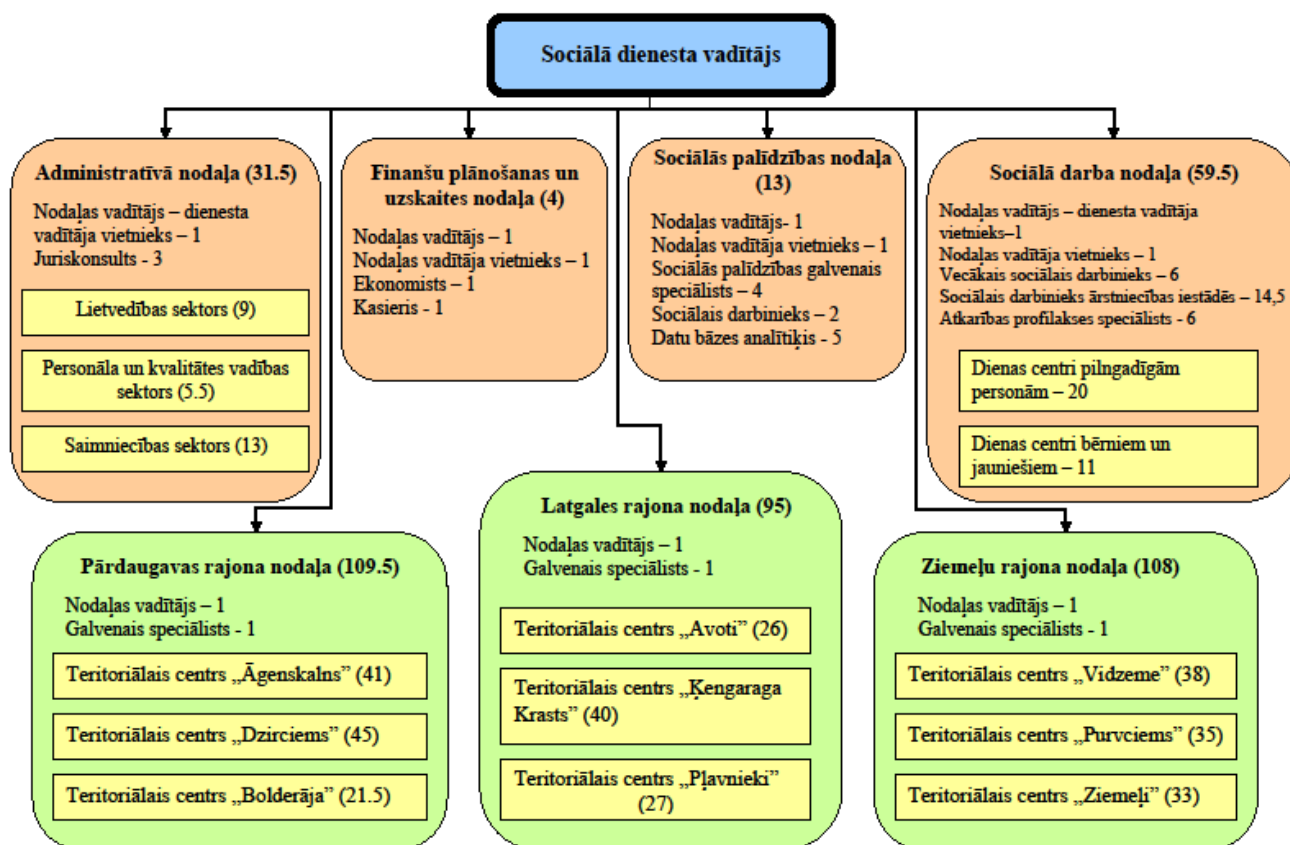 Sociālā dienesta vadītājs
Administratīvā nodaļa (31.5)
Nodaļas vadītājs – dienesta
vadītāja vietnieks – 1
Juriskonsults - 3
Lietvedības sektors (9)
Personāla un kvalitātes vadības
sektors (5.5)
Saimniecības sektors (13)
Finanšu plānošanas un
uzskaites nodaļa (4)
Nodaļas vadītājs – 1
Nodaļas vadītāja vietnieks – 1
Ekonomists – 1
Kasieris - 1
Sociālās palīdzības nodaļa
(13)
Nodaļas vadītājs- 1
Nodaļas vadītāja vietnieks – 1
Sociālās palīdzības galvenais
speciālists – 4
Sociālais darbinieks – 2
Datu bāzes analītiķis - 5
Sociālā darba nodaļa (59.5)
Nodaļas vadītājs – dienesta vadītāja
vietnieks–1
Nodaļas vadītāja vietnieks – 1
Vecākais sociālais darbinieks – 6
Sociālais darbinieks ārstniecības iestādēs – 14,5
Atkarības profilakses speciālists - 6
Dienas centri pilngadīgām
personām – 20
Dienas centri bērniem un
jauniešiem – 11
Pārdaugavas rajona nodaļa (109.5)
Nodaļas vadītājs – 1
Galvenais speciālists - 1
Teritoriālais centrs „Āgenskalns” (41)
Teritoriālais centrs „Dzirciems” (45)
Teritoriālais centrs „Bolderāja” (21.5)
Latgales rajona nodaļa (95)
Nodaļas vadītājs – 1
Galvenais speciālists - 1
Teritoriālais centrs „Avoti” (26)
Teritoriālais centrs „Ķengaraga
Krasts” (40)
Teritoriālais centrs „Pļavnieki”
(27)
Ziemeļu rajona nodaļa (108)
Nodaļas vadītājs – 1
Galvenais speciālists - 1
Teritoriālais centrs „Vidzeme” (38)
Teritoriālais centrs „Purvciems” (35)
Teritoriālais centrs „Ziemeļi” (33)